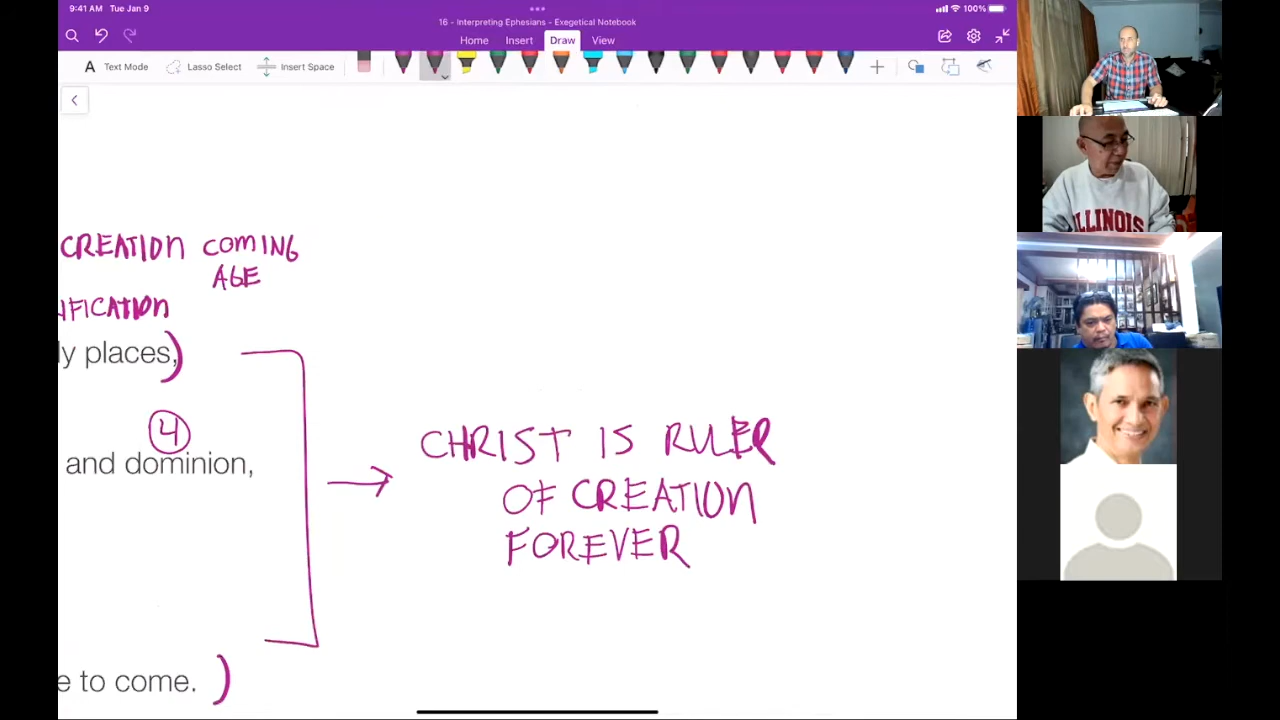 9:41 AM Tue Jan 9
100%
16 - Interpreting Ephesians - Exegetical Notebook
Home Insert Draw View
A Text Mode Lasso Select Insert Space
CREATION COMING
AGE
IFICATION
ly places,)
4
and dominion,
CHRIST IS RULER
OF CREATION
FOREVER
e to come. )
ILLINOIS